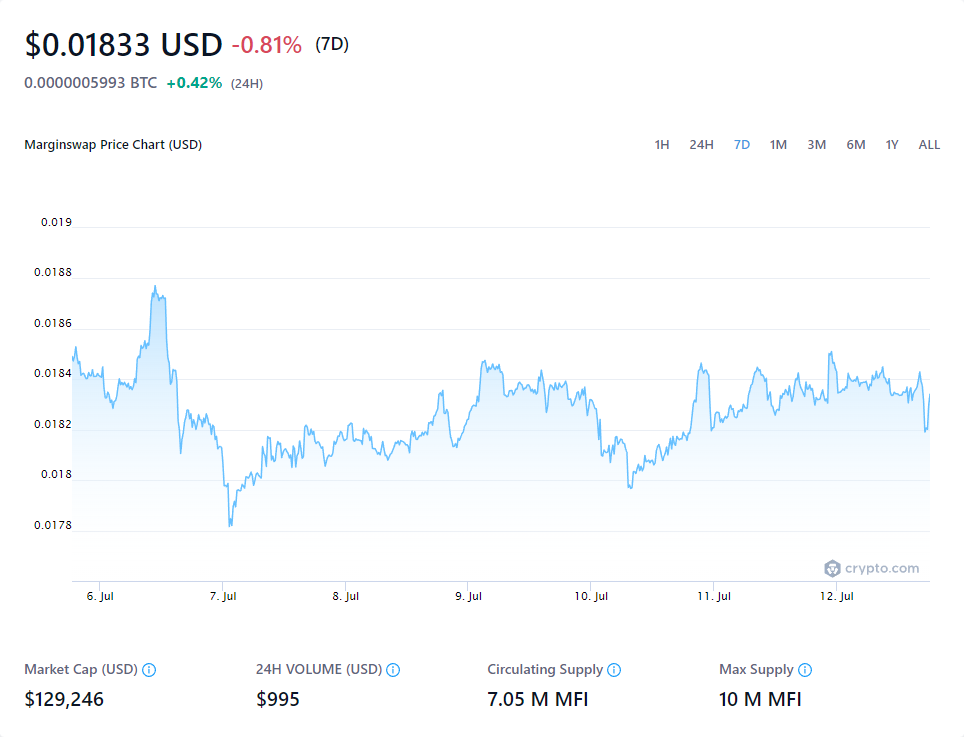 $0.01833 USD -0.81% (7D)
0.0000005993 BTC +0.42% (24H)
Marginswap Price Chart (USD) 1H 24H 7D 1M 3M 6M 1Y ALL
0.019
0.0188
0.0186
0.0184
0.0182
0.018
0.0178
crypto.com
6. Jul 7. Jul 8. Jul 9. Jul 10. Jul 11. Jul 12. Jul
Market Cap (USD) 24H VOLUME (USD) Circulating Supply Max Supply
$129,246 $995 7.05 M MFI 10 M MFI